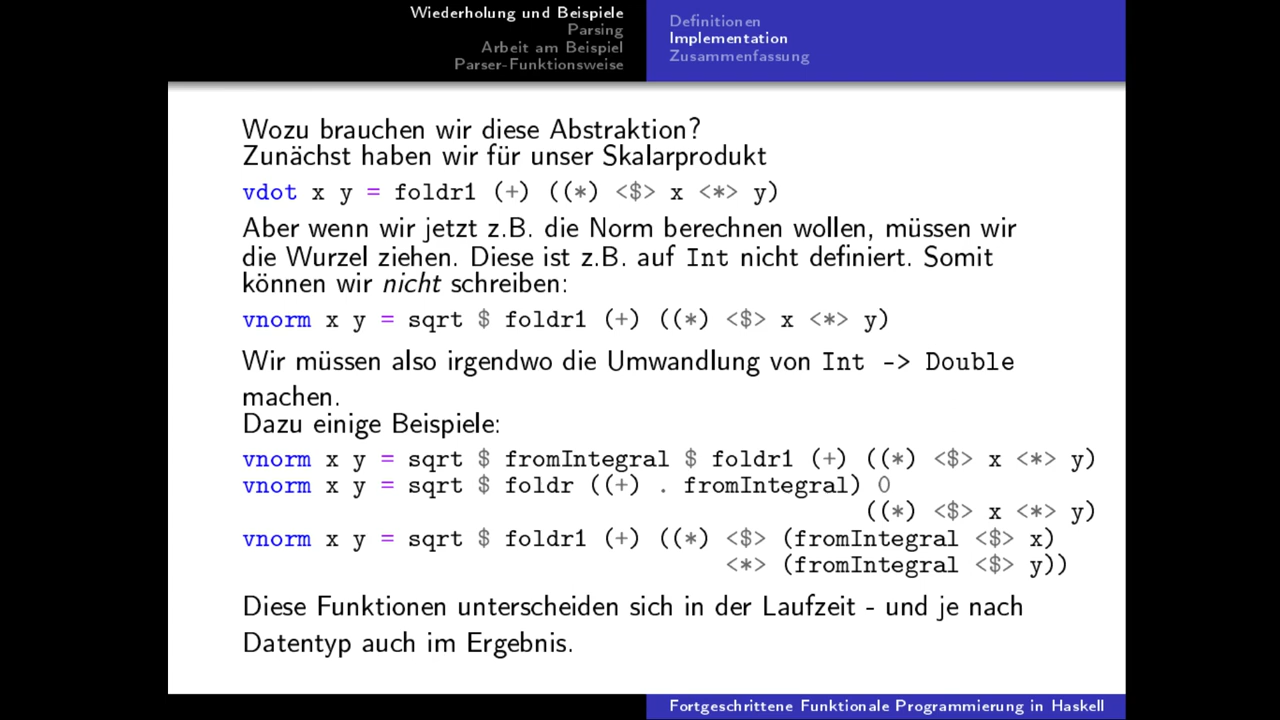 Wiederholung und Beispiele
Parsing
Arbeit am Beispiel
Parser-Funktionsweise
Definitionen
Implementation
Zusammenfassung
Wozu brauchen wir diese Abstraktion?
Zunächst haben wir für unser Skalarprodukt
vdot x y = foldr1 (+) ((*) <$> x <*> y)
Aber wenn wir jetzt z.B. die Norm berechnen wollen, müssen wir
die Wurzel ziehen. Diese ist z.B. auf Int nicht definiert. Somit
können wir nicht schreiben:
vnorm x y = sqrt $ foldr1 (+) ((*) <$> x <*> y)
Wir müssen also irgendwo die Umwandlung von Int -> Double
machen.
Dazu einige Beispiele:
vnorm x y = sqrt $ fromIntegral $ foldr1 (+) ((*) <$> x <*> y)
vnorm x y = sqrt $ foldr ((+) . fromIntegral) 0
((*) <$> x <*> y)
vnorm x y = sqrt $ foldr1 (+) ((*) <$> (fromIntegral <$> x)
<*> (fromIntegral <$> y))
Diese Funktionen unterscheiden sich in der Laufzeit - und je nach
Datentyp auch im Ergebnis.
Fortgeschrittene Funktionale Programmierung in Haskell